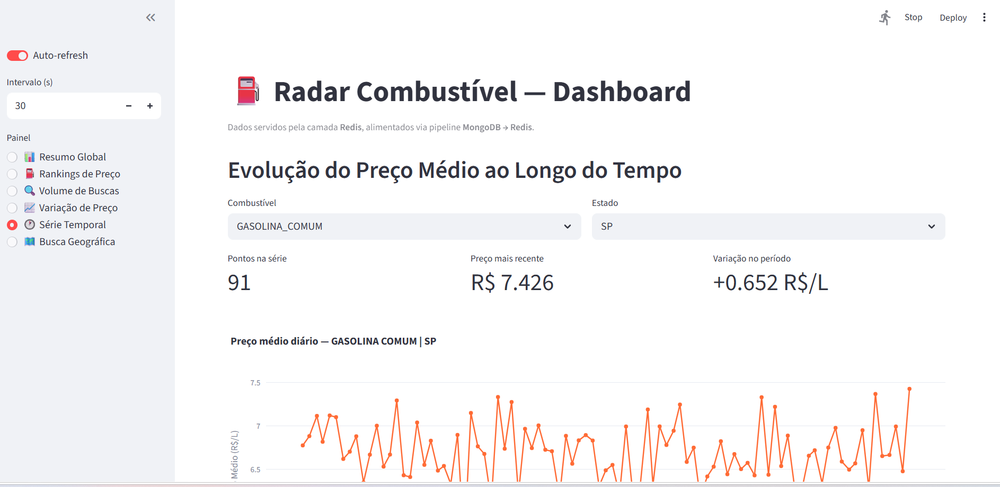 Stop Deploy
Auto-refresh
Intervalo (s)
30
Painel
Resumo Global
Rankings de Preço
Volume de Buscas
Variação de Preço
Série Temporal
Busca Geográfica
Radar Combustível — Dashboard
Dados servidos pela camada Redis, alimentados via pipeline MongoDB → Redis.
Evolução do Preço Médio ao Longo do Tempo
Combustível Estado
GASOLINA_COMUM SP
Pontos na série Preço mais recente Variação no período
91 R$ 7.426 +0.652 R$/L
Preço médio diário — GASOLINA COMUM | SP
7.5
7
6.5
Médio (R$/L)